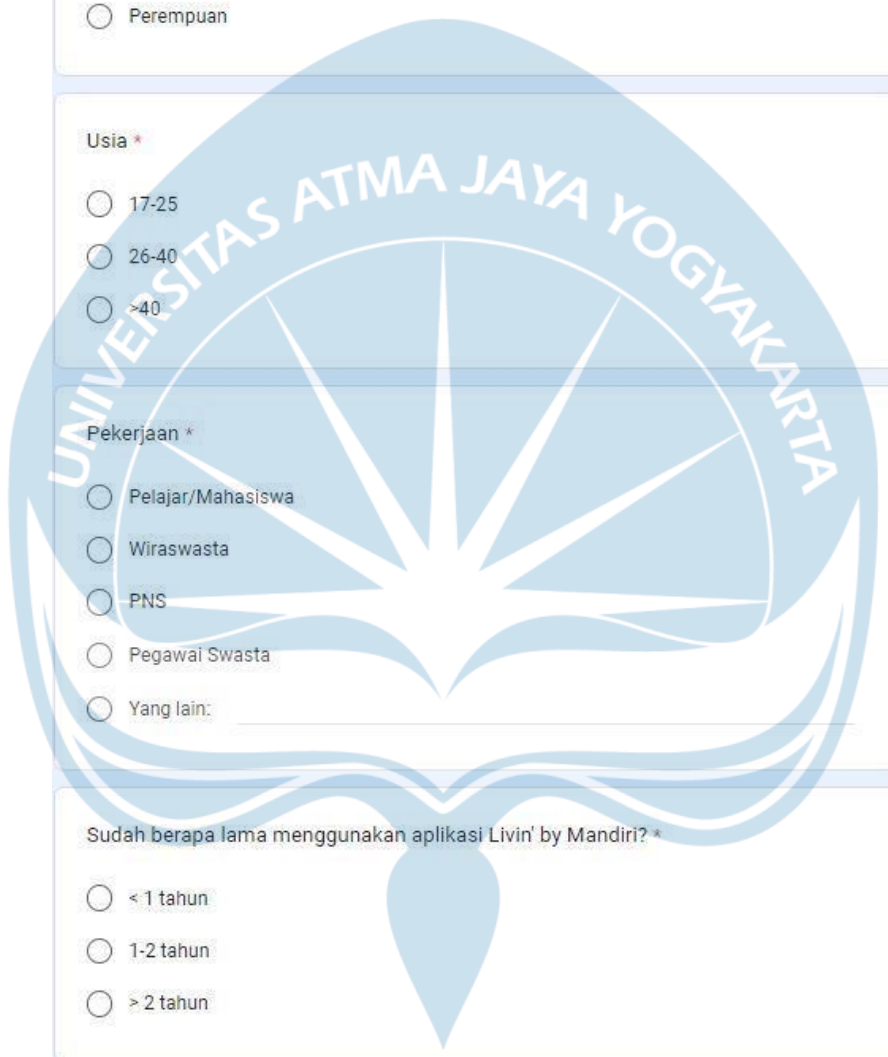 Perempuan
Usia *
17-25
26-40
>40
Pekerjaan *
Pelajar/Mahasiswa
Wiraswasta
PNS
Pegawai Swasta
Yang lain:
Sudah berapa lama menggunakan aplikasi Livin' by Mandiri? *
< 1 tahun
1-2 tahun
> 2 tahun
UNIVERSITAS ATMA JAYA YOGYAKARTA